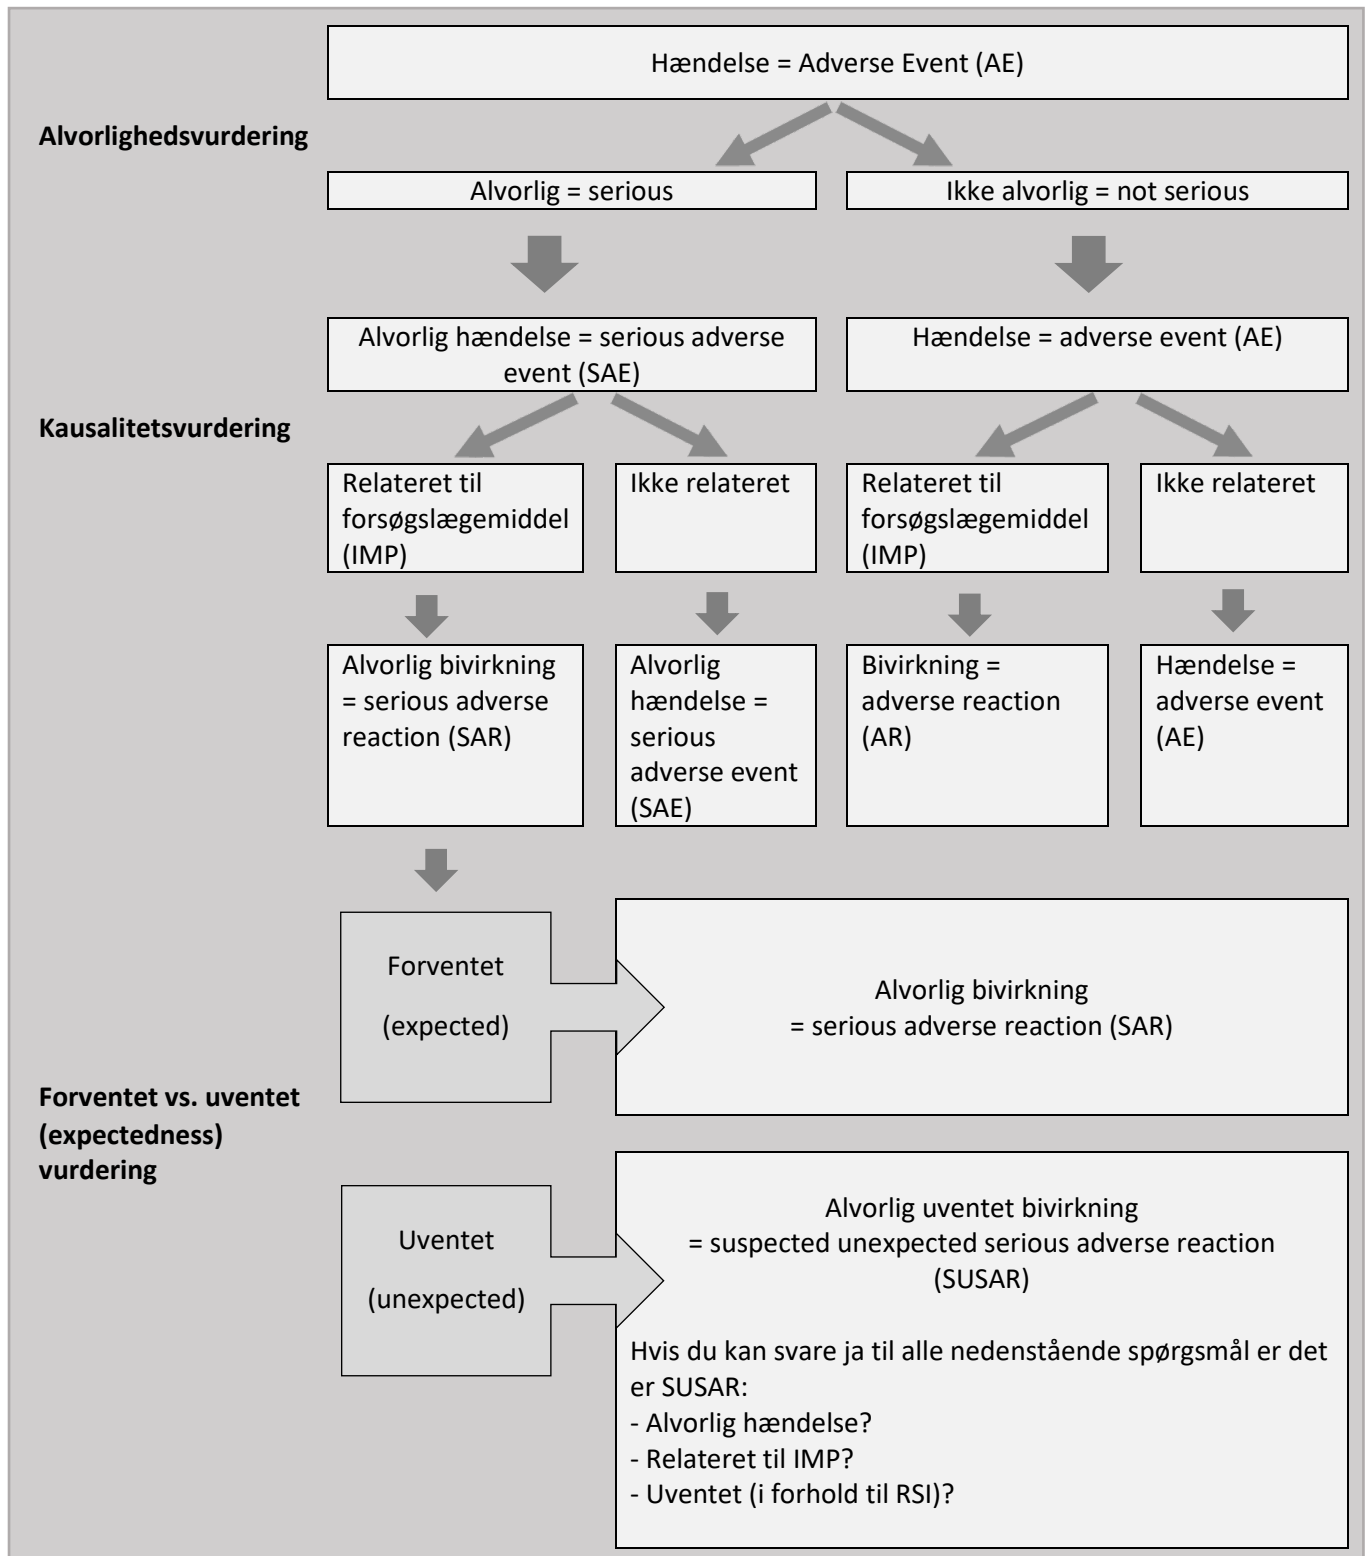 Hændelse = Adverse Event (AE)
Alvorlighedsvurdering
Alvorlig = serious
Ikke alvorlig = not serious
Alvorlig hændelse = serious adverse
event (SAE)
Hændelse = adverse event (AE)
Kausalitetsvurdering
Relateret til
forsøgslægemiddel
(IMP)
Ikke relateret
Relateret til
forsøgslægemiddel
(IMP)
Ikke relateret
Alvorlig bivirkning
= serious adverse
reaction (SAR)
Alvorlig
hændelse =
serious
adverse event
(SAE)
Bivirkning =
adverse reaction
(AR)
Hændelse =
adverse event
(AE)
Forventet
(expected)
Alvorlig bivirkning
= serious adverse reaction (SAR)
Forventet vs. uventet
(expectedness)
vurdering
Uventet
(unexpected)
Alvorlig uventet bivirkning
= suspected unexpected serious adverse reaction
(SUSAR)
Hvis du kan svare ja til alle nedenstående spørgsmål er det
er SUSAR:
- Alvorlig hændelse?
- Relateret til IMP?
- Uventet (i forhold til RSI)?